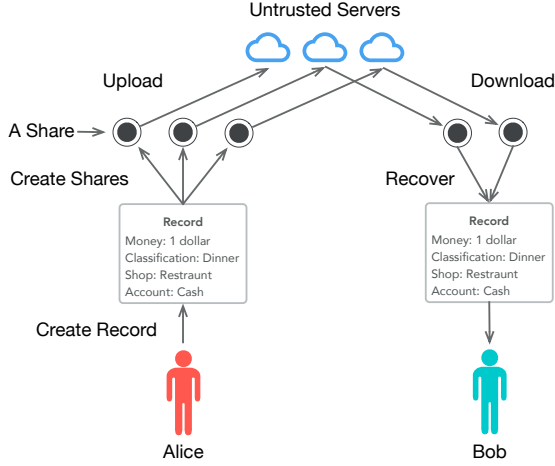 Untrusted Servers
Upload
Download
A Share
Create Shares
Recover
Record
Money: 1 dollar
Classification: Dinner
Shop: Restraunt
Account: Cash
Record
Money: 1 dollar
Classification: Dinner
Shop: Restraunt
Account: Cash
Create Record
Alice
Bob